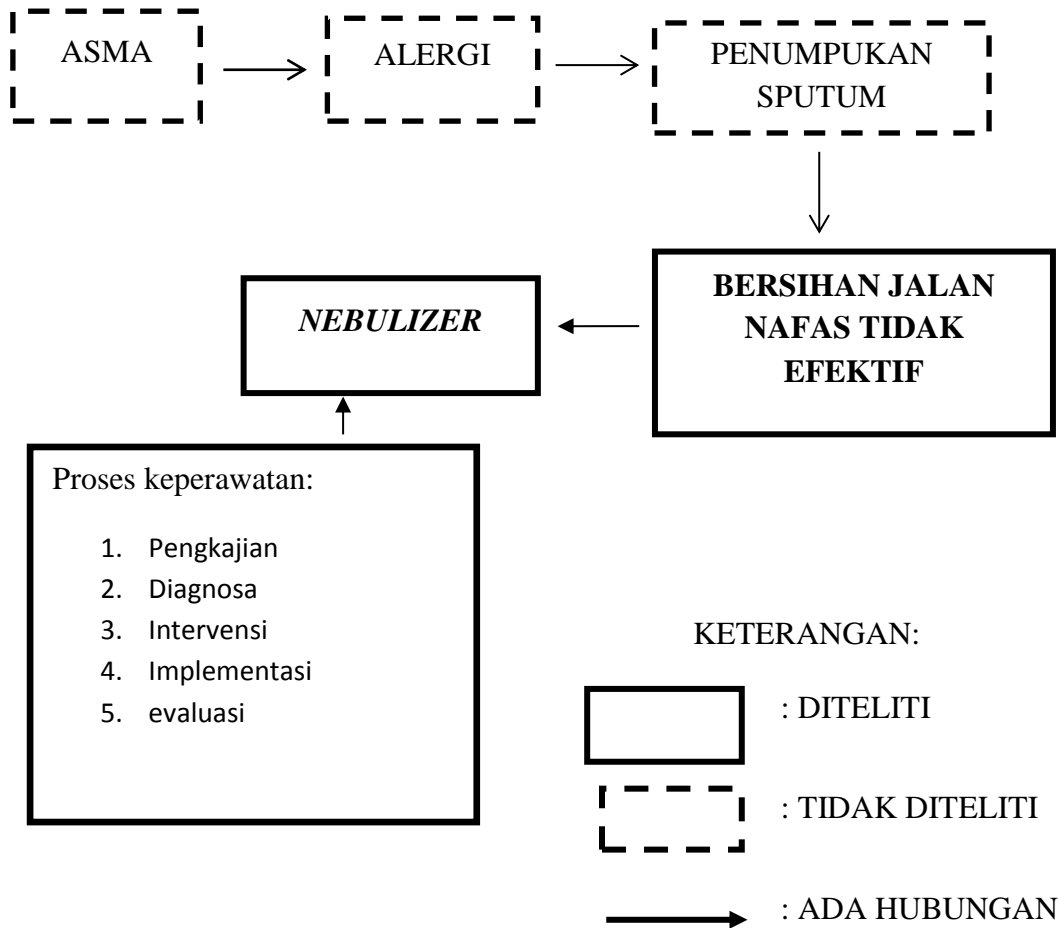 ASMA
ALERGI
PENUMPUKAN
SPUTUM
BERSIHAN JALAN
NAFAS TIDAK
EFEKTIF
NEBULIZER
Proses keperawatan:
1. Pengkajian
2. Diagnosa
3. Intervensi
4. Implementasi
5. evaluasi
KETERANGAN:
: DITELITI
: TIDAK DITELITI
: ADA HUBUNGAN